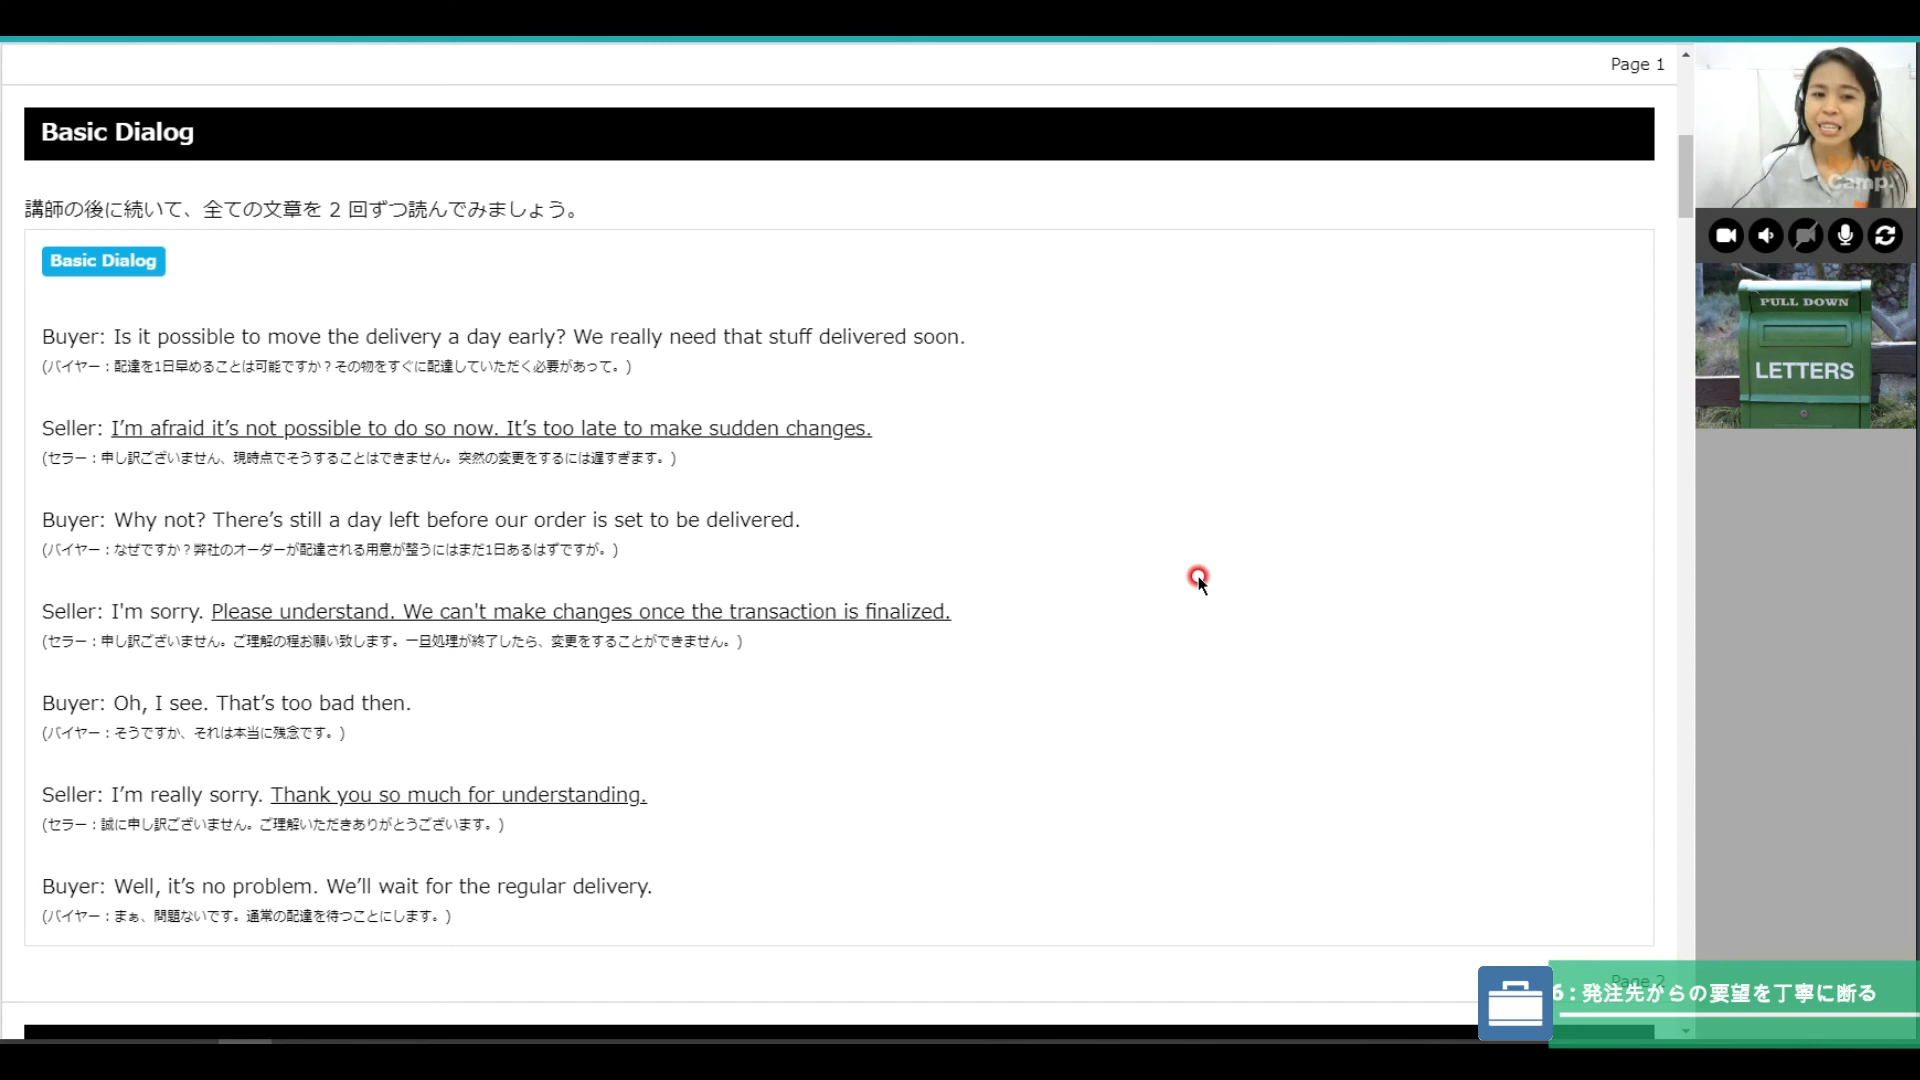 Page 1
Basic Dialog
講師の後に続いて、全ての文章を 2 回ずつ読んでみましょう。
Basic Dialog
Buyer: Is it possible to move the delivery a day early? We really need that stuff delivered soon.
(バイヤー：配達を1日早めることは可能ですか？その物をすぐに配達していただく必要があって。)
Seller: I’m afraid it’s not possible to do so now. It’s too late to make sudden changes.
(セラー：申し訳ございません、現時点でそうすることはできません。突然の変更をするには遅すぎます。)
Buyer: Why not? There’s still a day left before our order is set to be delivered.
(バイヤー：なぜですか？弊社のオーダーが配達される用意が整うにはまだ1日あるはずですが。)
Seller: I'm sorry. Please understand. We can't make changes once the transaction is finalized.
(セラー：申し訳ございません。ご理解の程お願い致します。一旦処理が終了したら、変更をすることができません。)
Buyer: Oh, I see. That’s too bad then.
(バイヤー：そうですか、それは本当に残念です。)
Seller: I’m really sorry. Thank you so much for understanding.
(セラー：誠に申し訳ございません。ご理解いただきありがとうございます。)
Buyer: Well, it’s no problem. We’ll wait for the regular delivery.
(バイヤー：まぁ、問題ないです。通常の配達を待つことにします。)
Page 2
6：発注先からの要望を丁寧に断る
Native
Camp.
PULL DOWN
LETTERS